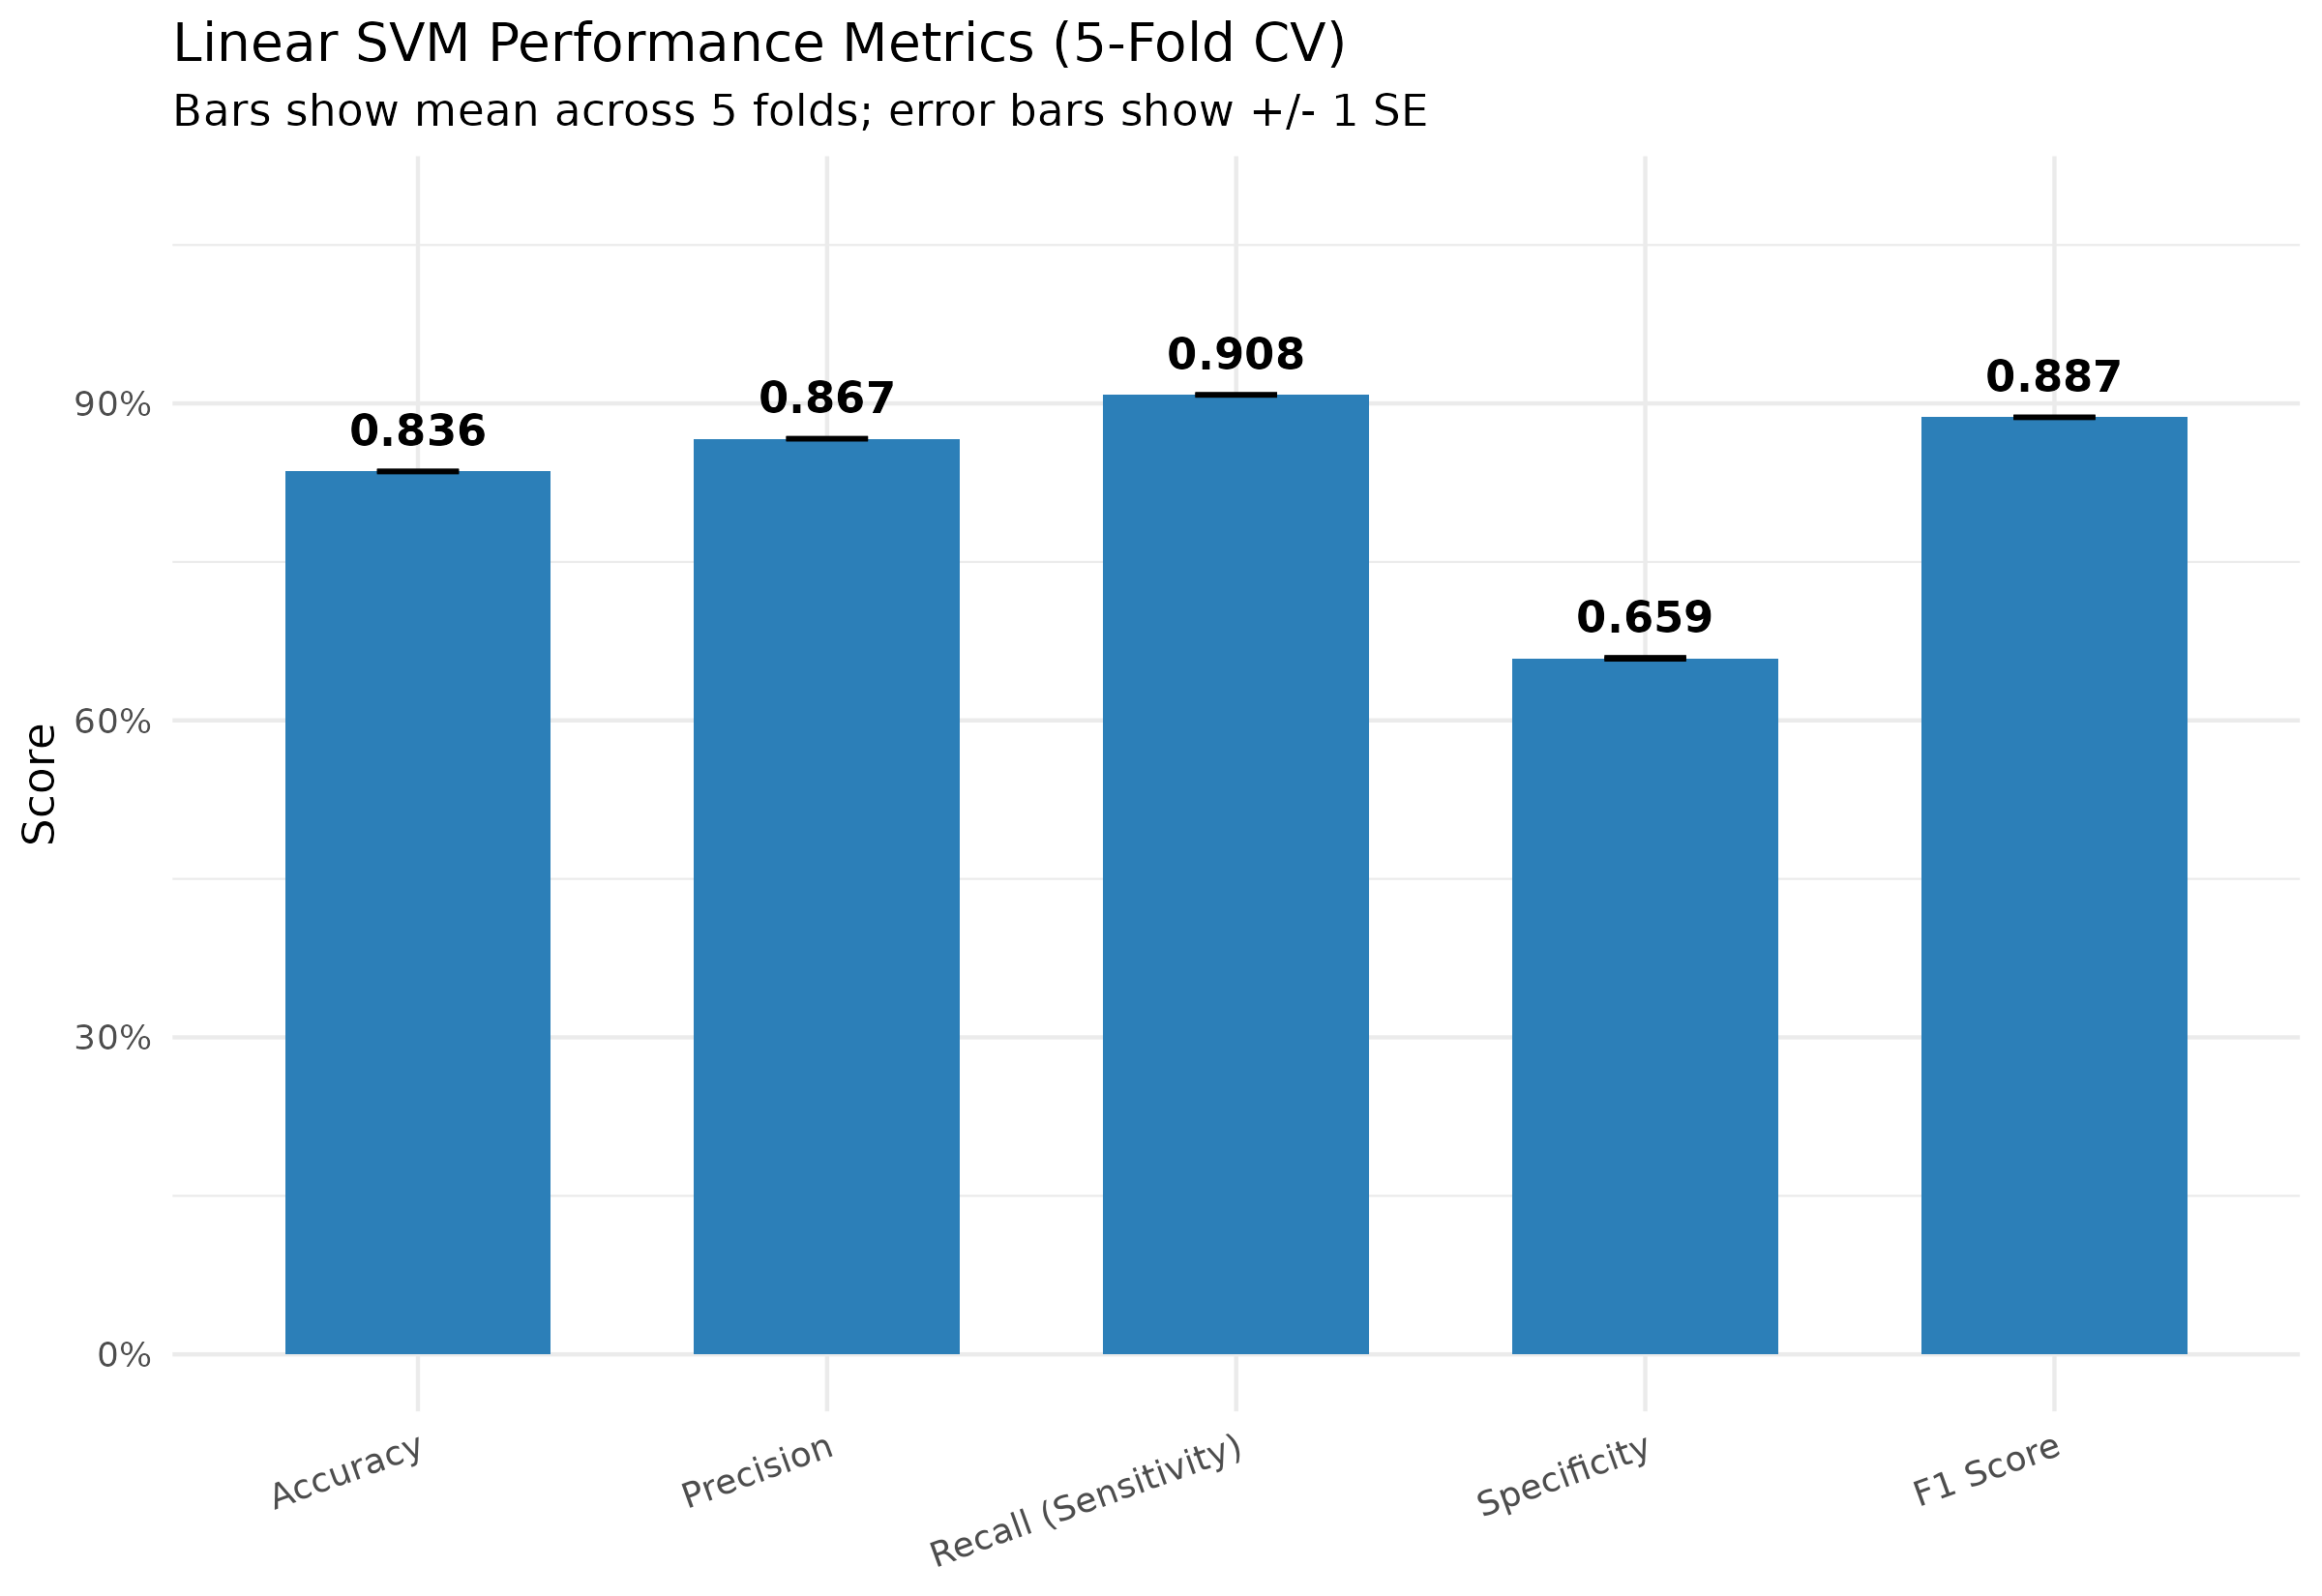 Linear SVM Performance Metrics (5-Fold CV)
Bars show mean across 5 folds; error bars show +/- 1 SE
0.836
0.867
0.908
0.659
0.887
90%
60%
30%
0%
Score
Accuracy
Precision
Recall (Sensitivity)
Specificity
F1 Score